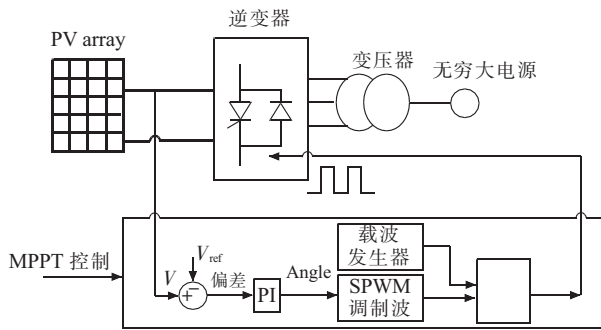 逆变器
PV array
变压器
无穷大电源
MPPT 控制
V_ref
V
偏差
+
−
PI
Angle
载波
发生器
SPWM
调制波